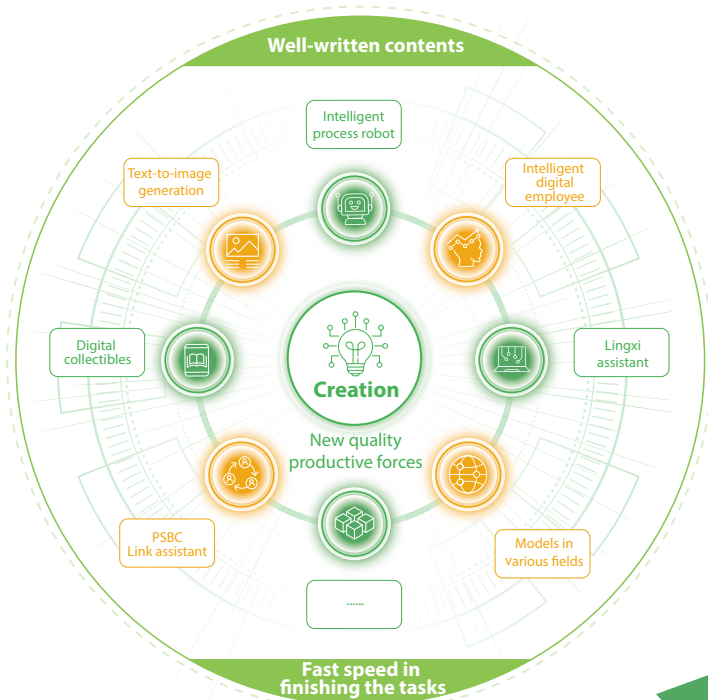 Well-written contents
Intelligent
process robot
Text-to-image
generation
Intelligent
digital
employee
Digital
collectibles
Creation
Lingxi
assistant
New quality
productive forces
PSBC
Link assistant
Models in
various fields
......
Fast speed in
finishing the tasks